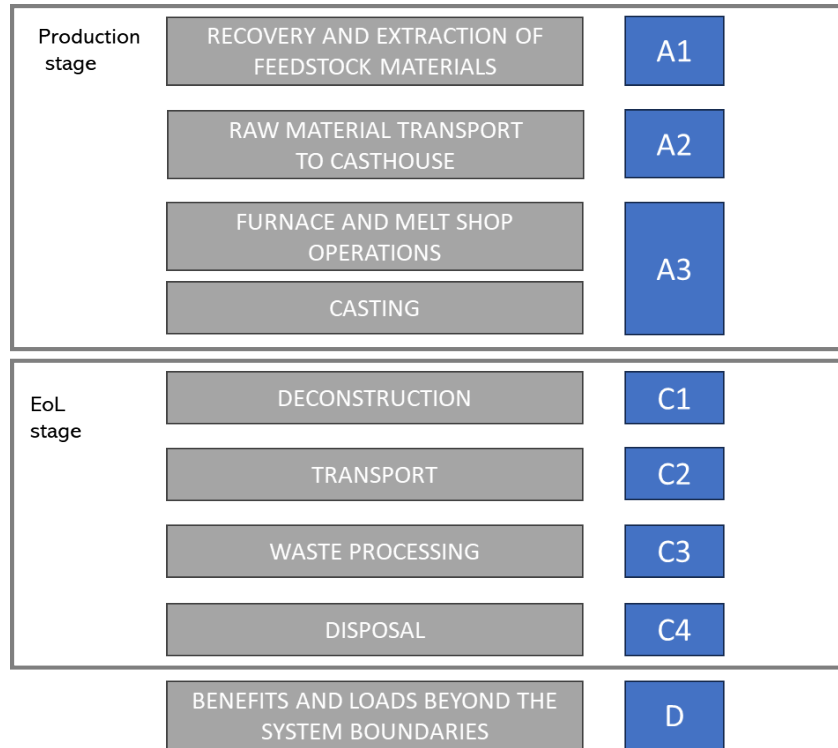 Production
stage
RECOVERY AND EXTRACTION OF
FEEDSTOCK MATERIALS
A1
RAW MATERIAL TRANSPORT
TO CASTHOUSE
A2
FURNACE AND MELT SHOP
OPERATIONS
A3
CASTING
EoL
stage
DECONSTRUCTION
C1
TRANSPORT
C2
WASTE PROCESSING
C3
DISPOSAL
C4
BENEFITS AND LOADS BEYOND THE
SYSTEM BOUNDARIES
D